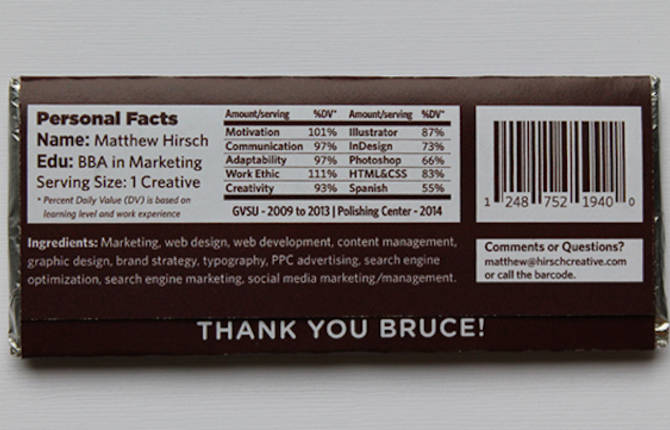 Personal Facts
Name: Matthew Hirsch
Edu: BBA in Marketing
Serving Size: 1 Creative
* Percent Daily Value (DV) is based on
learning level and work experience
Amount/serving %DV* Amount/serving %DV*
Motivation 101% Illustrator 87%
Communication 97% InDesign 73%
Adaptability 97% Photoshop 66%
Work Ethic 111% HTML&CSS 83%
Creativity 93% Spanish 55%
GVSU - 2009 to 2013 | Polishing Center - 2014
1 248 752 1940 0
Ingredients: Marketing, web design, web development, content management,
graphic design, brand strategy, typography, PPC advertising, search engine
optimization, search engine marketing, social media marketing/management.
Comments or Questions?
matthew@hirschcreative.com
or call the barcode.
THANK YOU BRUCE!